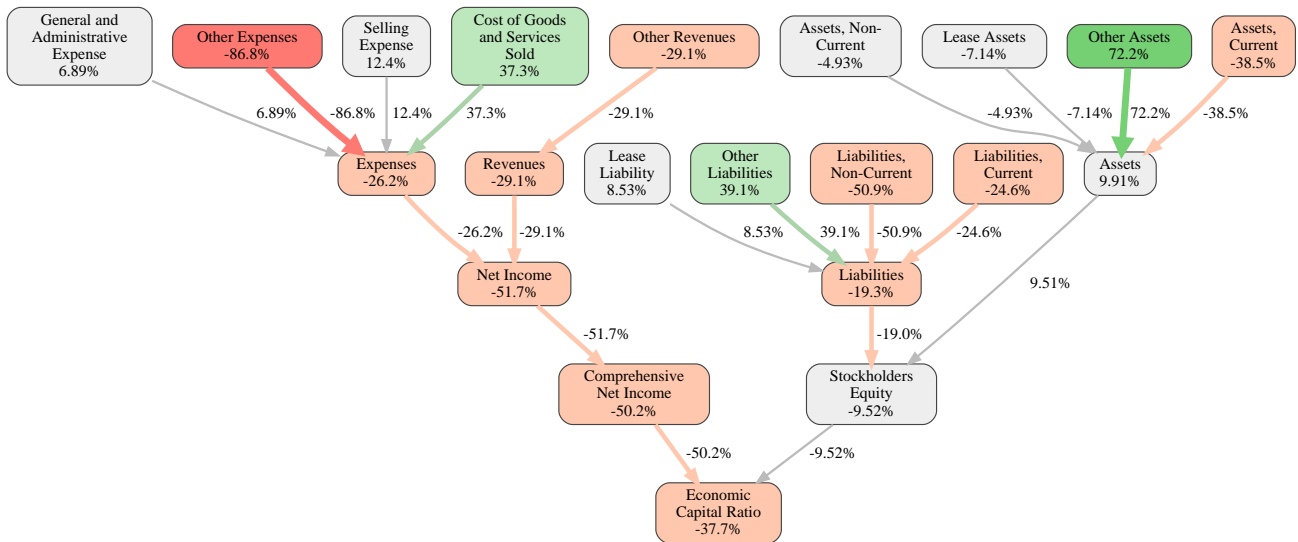 General and
Administrative
Expense
6.89%
Other Expenses
-86.8%
Selling
Expense
12.4%
Cost of Goods
and Services
Sold
37.3%
Other Revenues
-29.1%
Assets, Non-
Current
-4.93%
Lease Assets
-7.14%
Other Assets
72.2%
Assets,
Current
-38.5%
6.89%
-86.8%
12.4%
37.3%
-29.1%
-4.93%
-7.14%
72.2%
-38.5%
Expenses
-26.2%
Revenues
-29.1%
Lease
Liability
8.53%
Other
Liabilities
39.1%
Liabilities,
Non-Current
-50.9%
Liabilities,
Current
-24.6%
Assets
9.91%
-26.2%
-29.1%
8.53%
39.1%
-50.9%
-24.6%
Net Income
-51.7%
Liabilities
-19.3%
9.51%
-51.7%
-19.0%
Comprehensive
Net Income
-50.2%
Stockholders
Equity
-9.52%
-50.2%
-9.52%
Economic
Capital Ratio
-37.7%